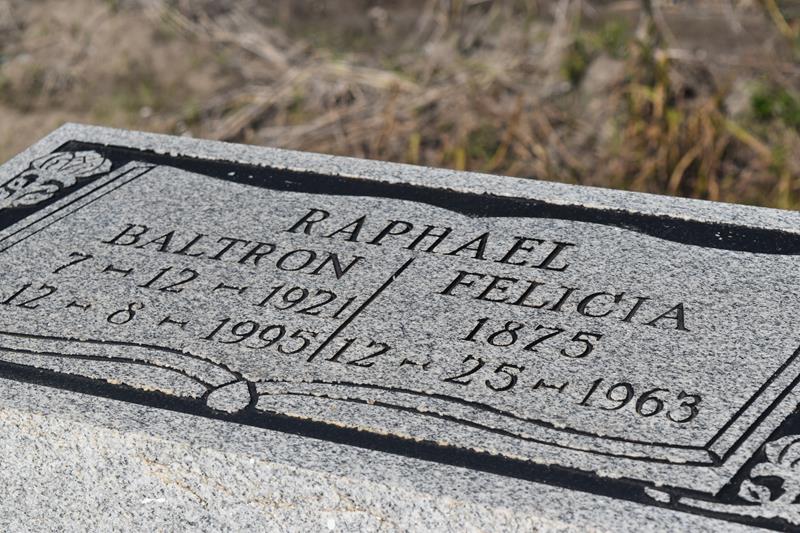 RAPHAEL
BALTRON
7 - 12 - 1921
12 - 8 - 1995
FELICIA
1875
12 - 25 - 1963